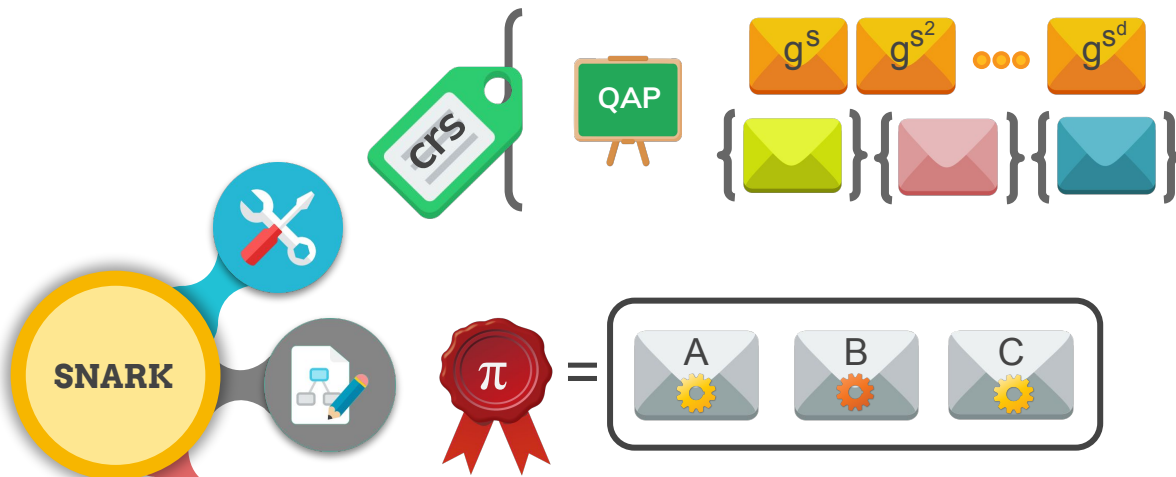 g^s g^{s^2} g^{s^d}
crs
QAP
SNARK
π =
A B C